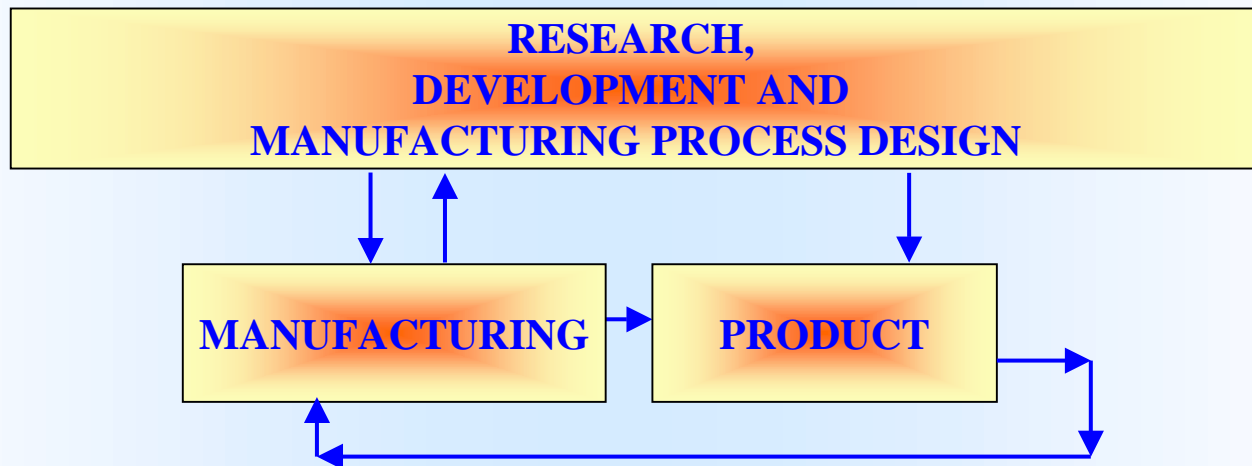 RESEARCH,
DEVELOPMENT AND
MANUFACTURING PROCESS DESIGN
MANUFACTURING
PRODUCT